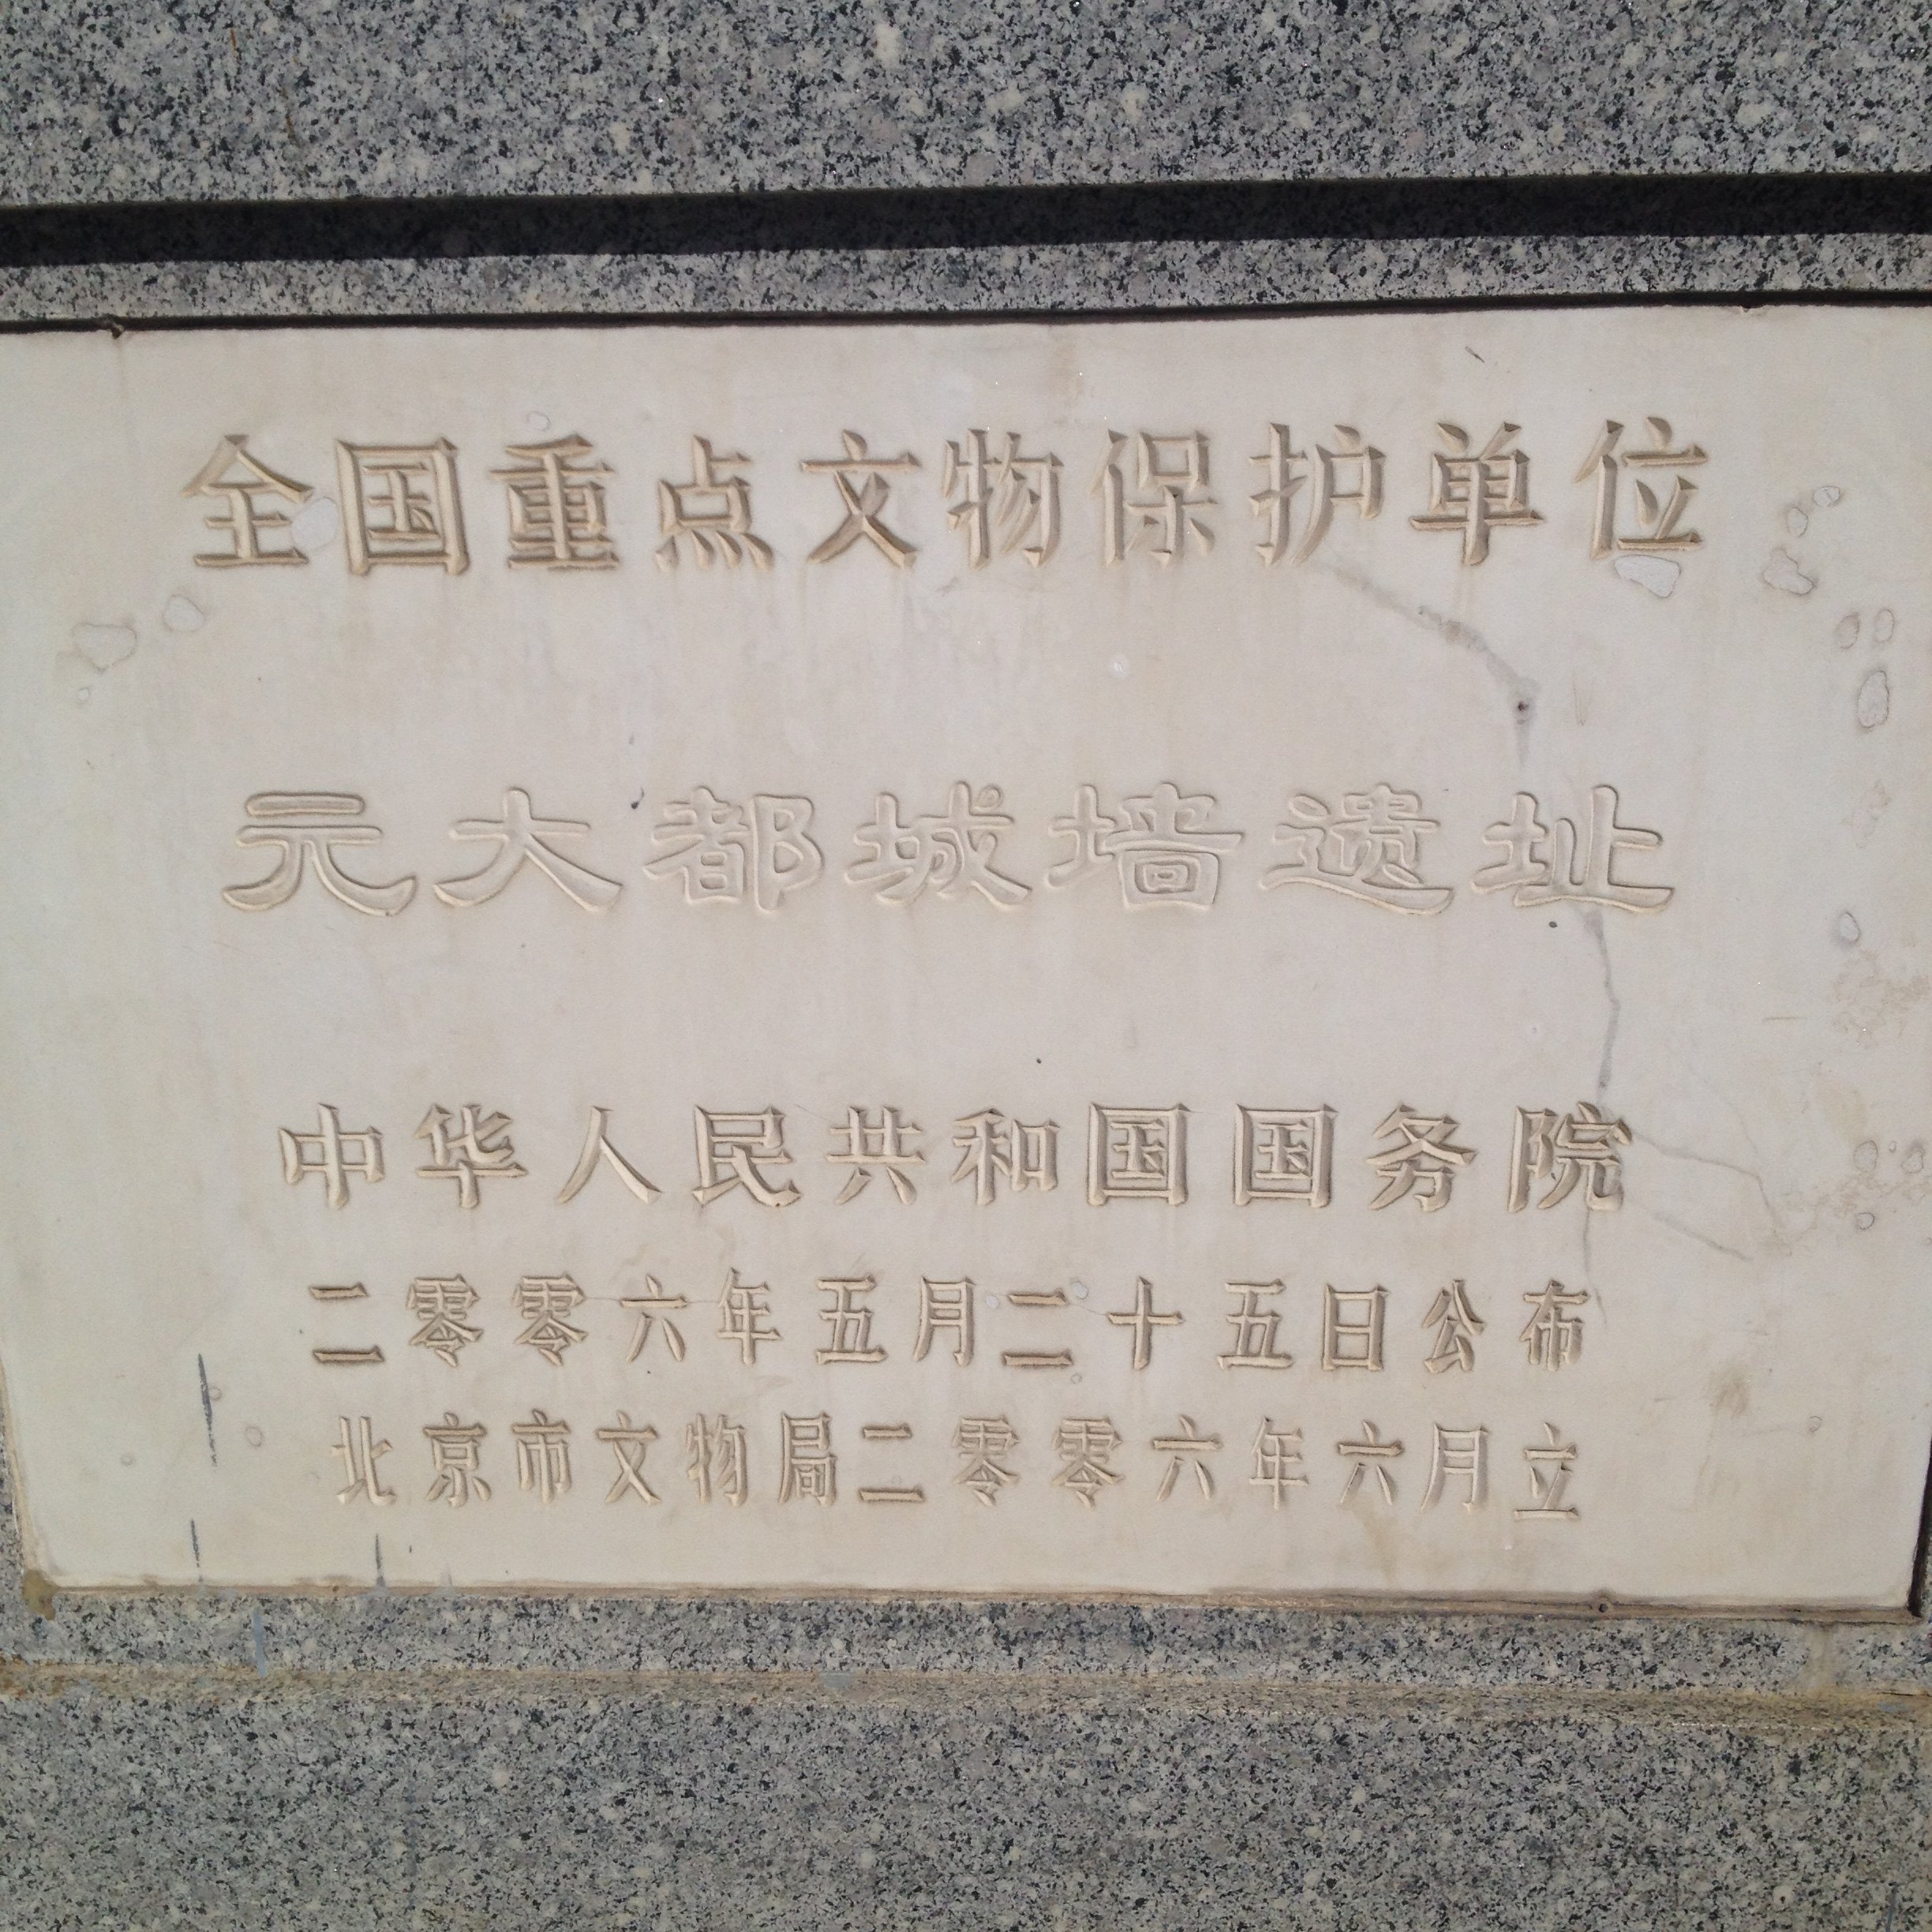 全国重点文物保护单位
元大都城墙遗址
中华人民共和国国务院
二零零六年五月二十五日公布
北京市文物局二零零六年六月立